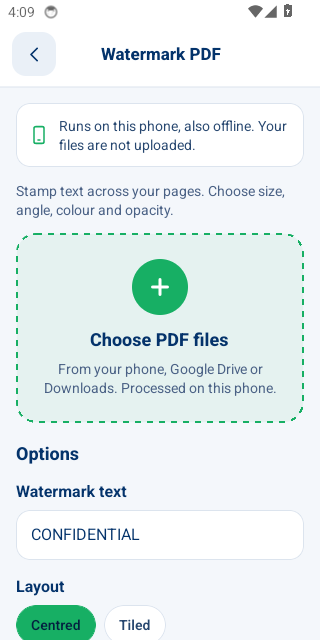 4:09
Watermark PDF
Runs on this phone, also offline. Your
files are not uploaded.
Stamp text across your pages. Choose size,
angle, colour and opacity.
Choose PDF files
From your phone, Google Drive or
Downloads. Processed on this phone.
Options
Watermark text
CONFIDENTIAL
Layout
Centred
Tiled